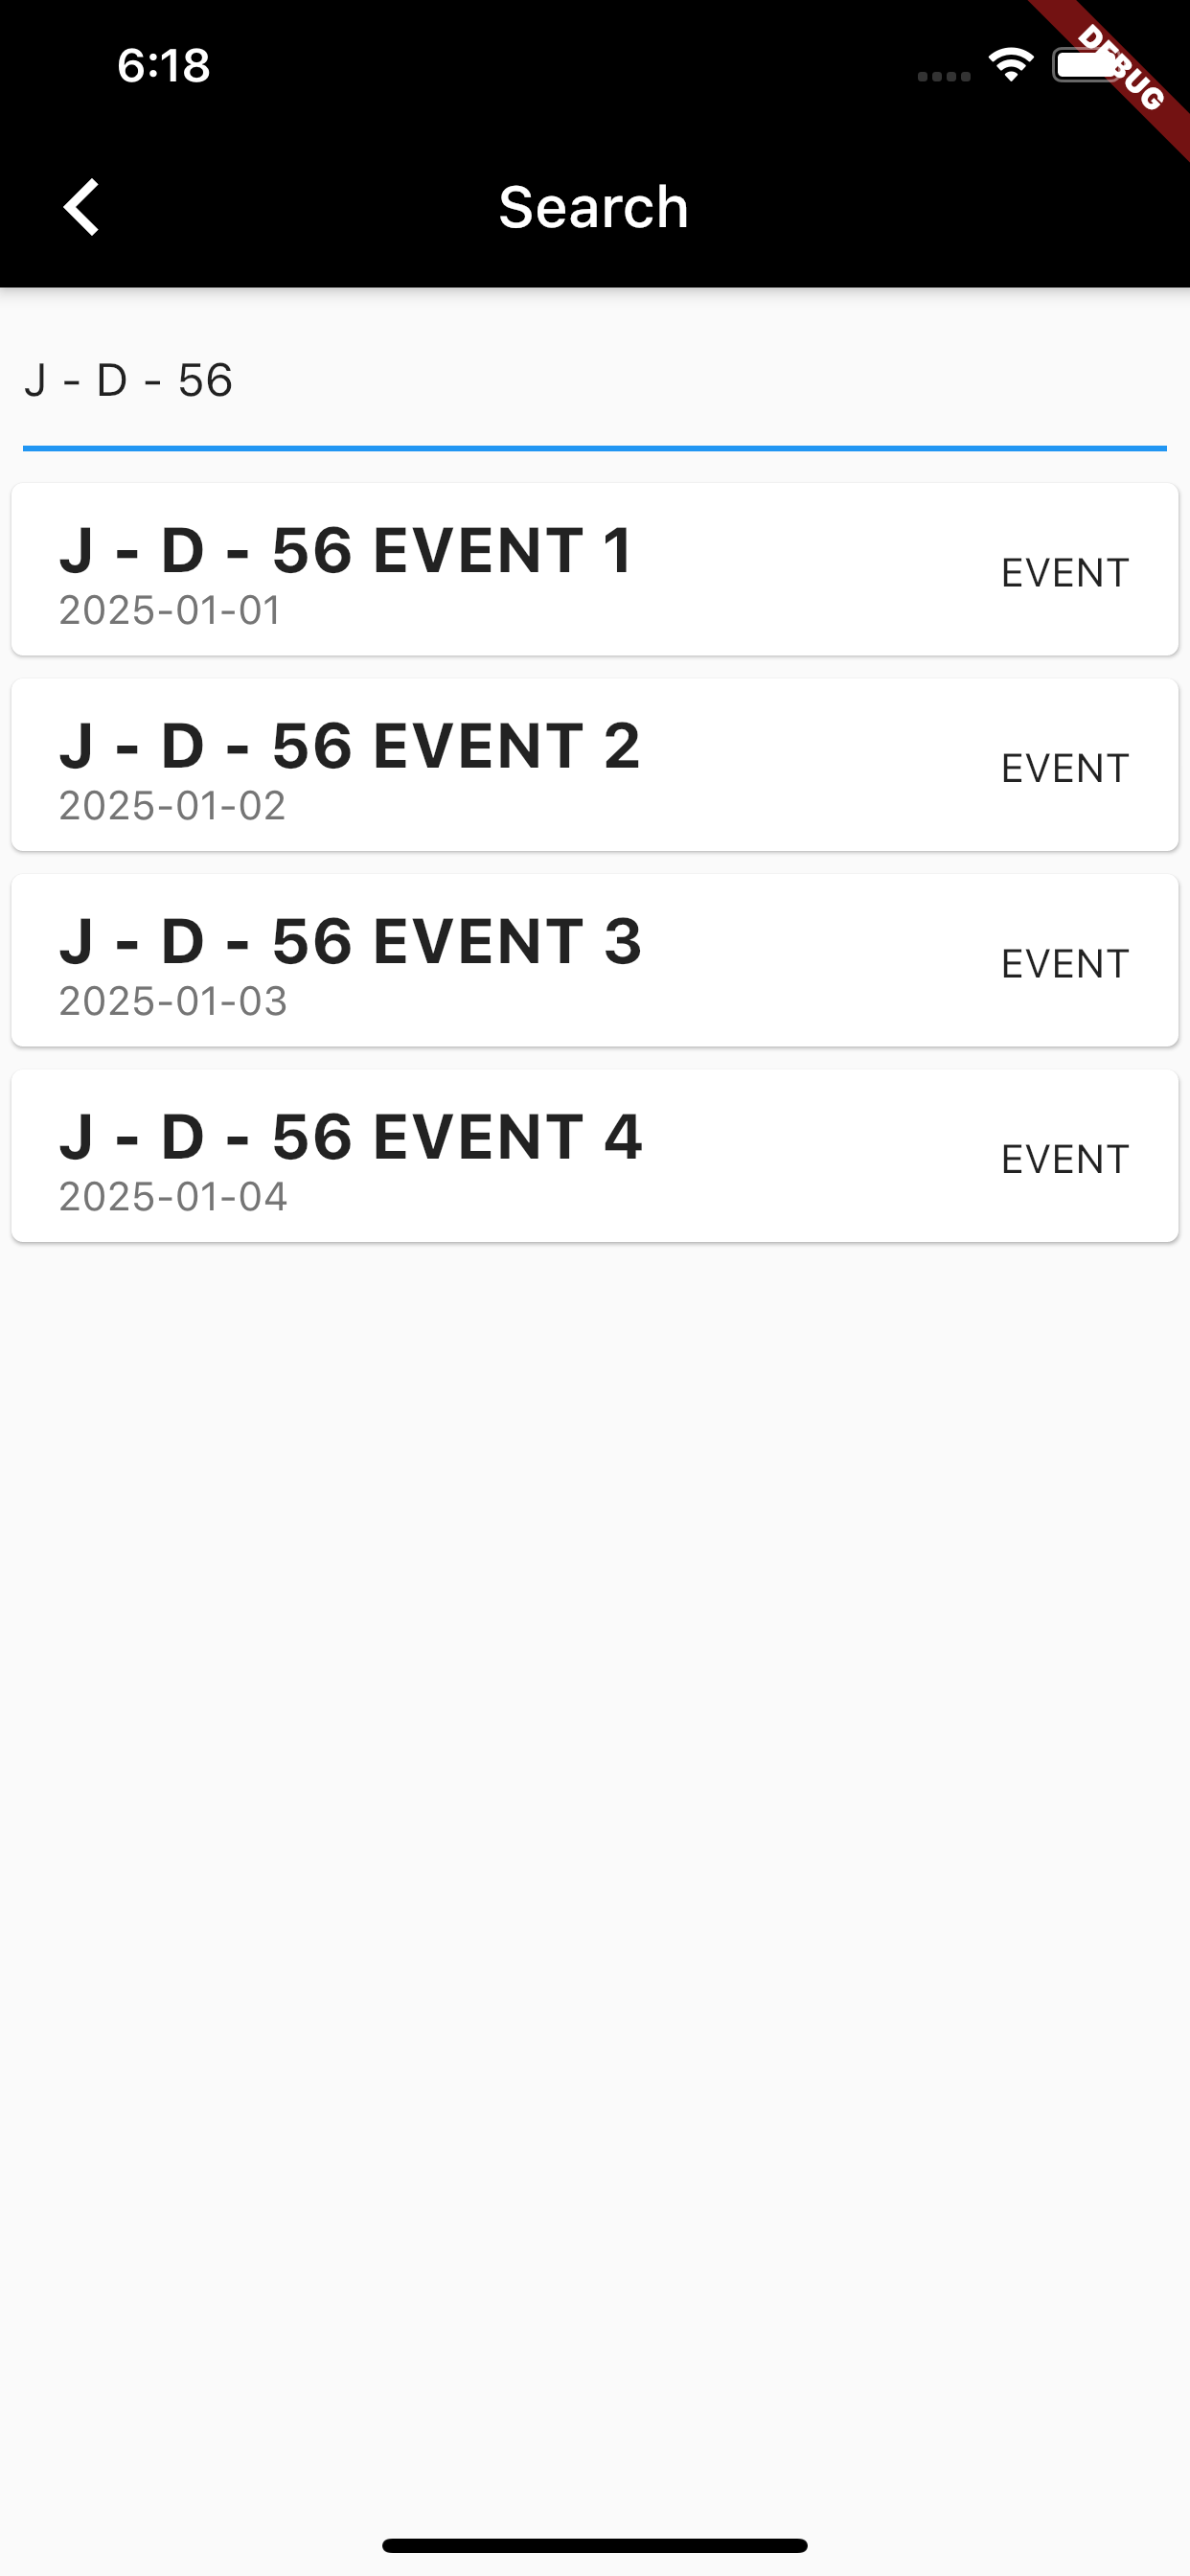 6:18
DEBUG
Search
J - D - 56
J - D - 56 EVENT 1
2025-01-01
EVENT
J - D - 56 EVENT 2
2025-01-02
EVENT
J - D - 56 EVENT 3
2025-01-03
EVENT
J - D - 56 EVENT 4
2025-01-04
EVENT